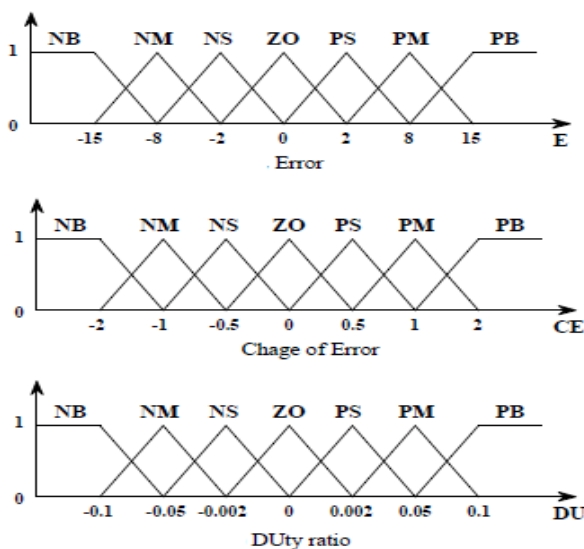 NB NM NS ZO PS PM PB
1
0
-15 -8 -2 0 2 8 15 E
. Error
NB NM NS ZO PS PM PB
1
0
-2 -1 -0.5 0 0.5 1 2 CE
Chage of Error
NB NM NS ZO PS PM PB
1
0
-0.1 -0.05 -0.002 0 0.002 0.05 0.1 DU
DUty ratio